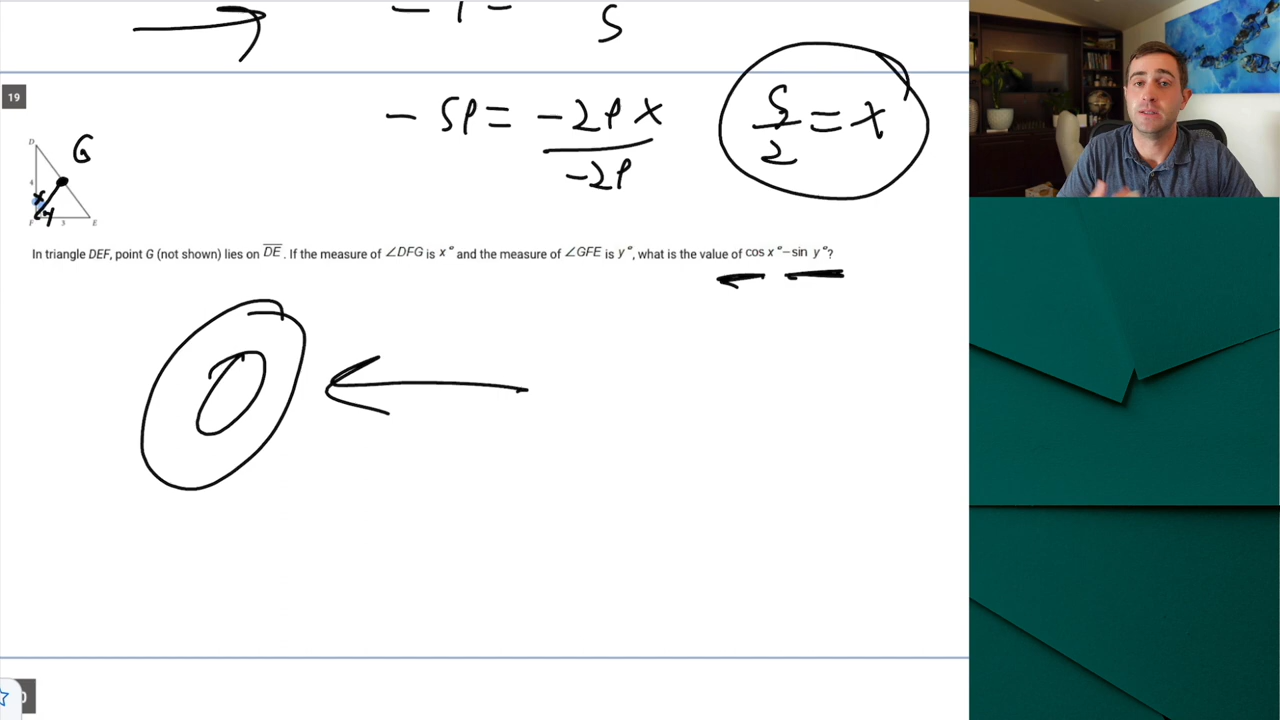 - 1 =
5
19
- 5p = -2px
-2p
5/2 = x
D
G
4
x
y
F 3 E
In triangle DEF, point G (not shown) lies on DE. If the measure of ∠DFG is x° and the measure of ∠GFE is y°, what is the value of cos x° – sin y°?
0
0